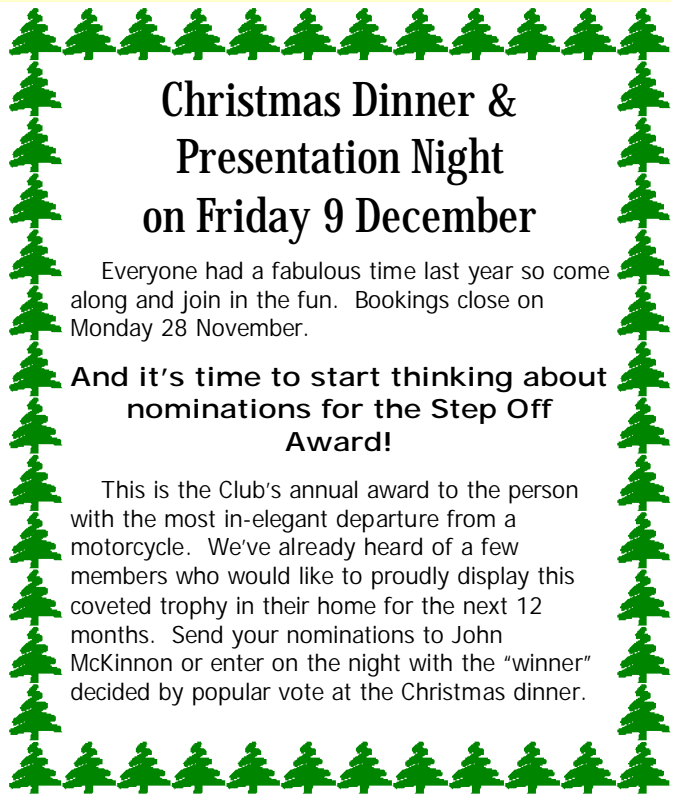 Christmas Dinner &
Presentation Night
on Friday 9 December
Everyone had a fabulous time last year so come
along and join in the fun.  Bookings close on
Monday 28 November.
And it's time to start thinking about
nominations for the Step Off
Award!
This is the Club's annual award to the person
with the most in-elegant departure from a
motorcycle.  We've already heard of a few
members who would like to proudly display this
coveted trophy in their home for the next 12
months.  Send your nominations to John
McKinnon or enter on the night with the “winner”
decided by popular vote at the Christmas dinner.